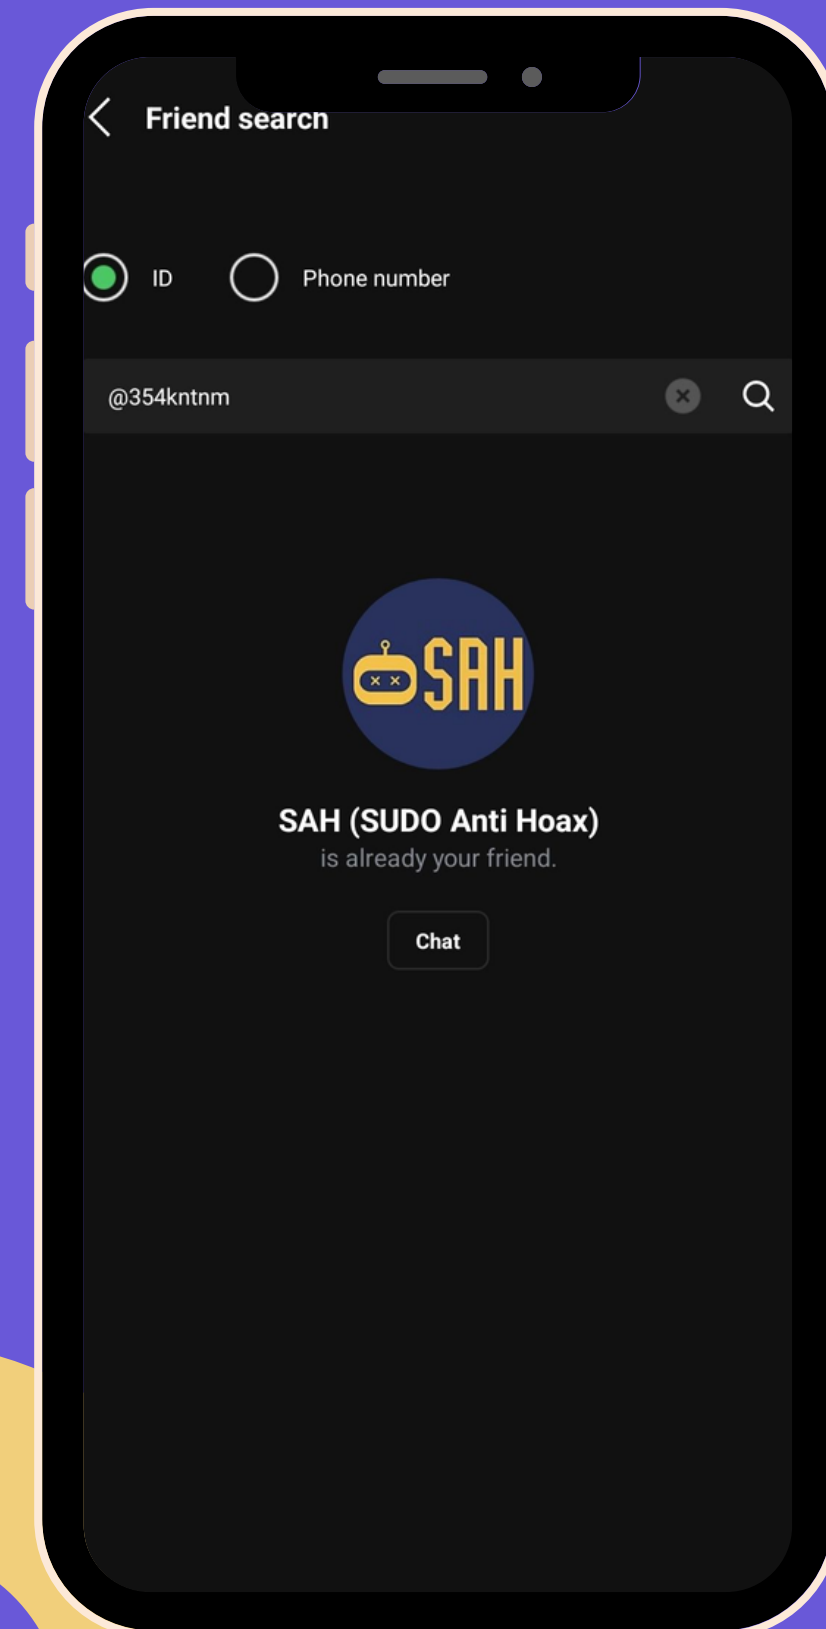 Friend search
ID
Phone number
@354kntnm
SAH
SAH (SUDO Anti Hoax)
is already your friend.
Chat